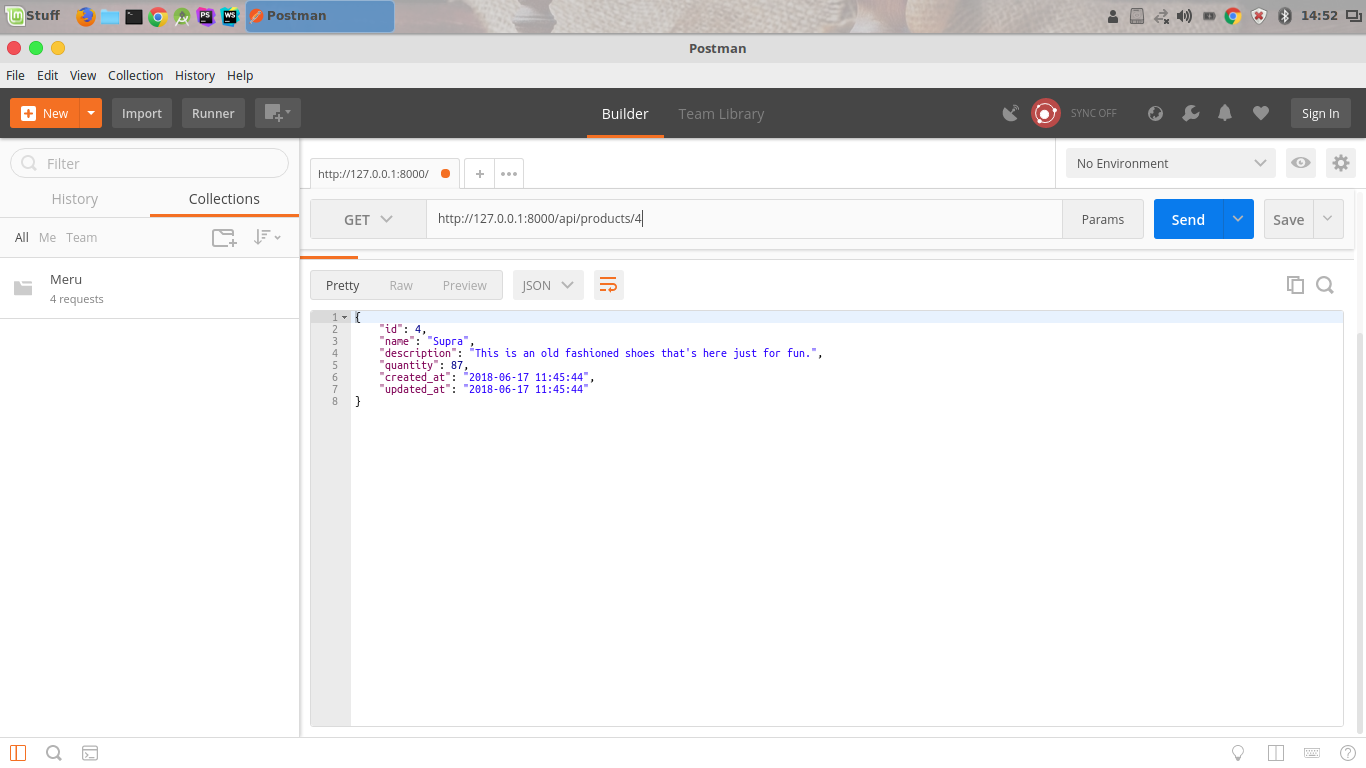 Stuff Postman 14:52
Postman
File Edit View Collection History Help
New Import Runner Builder Team Library SYNC OFF Sign In
Filter
http://127.0.0.1:8000/ + ••• No Environment
History Collections
GET http://127.0.0.1:8000/api/products/4 Params Send Save
All Me Team
Meru
4 requests
Pretty Raw Preview JSON
1 {
2 "id": 4,
3 "name": "Supra",
4 "description": "This is an old fashioned shoes that's here just for fun.",
5 "quantity": 87,
6 "created_at": "2018-06-17 11:45:44",
7 "updated_at": "2018-06-17 11:45:44"
8 }